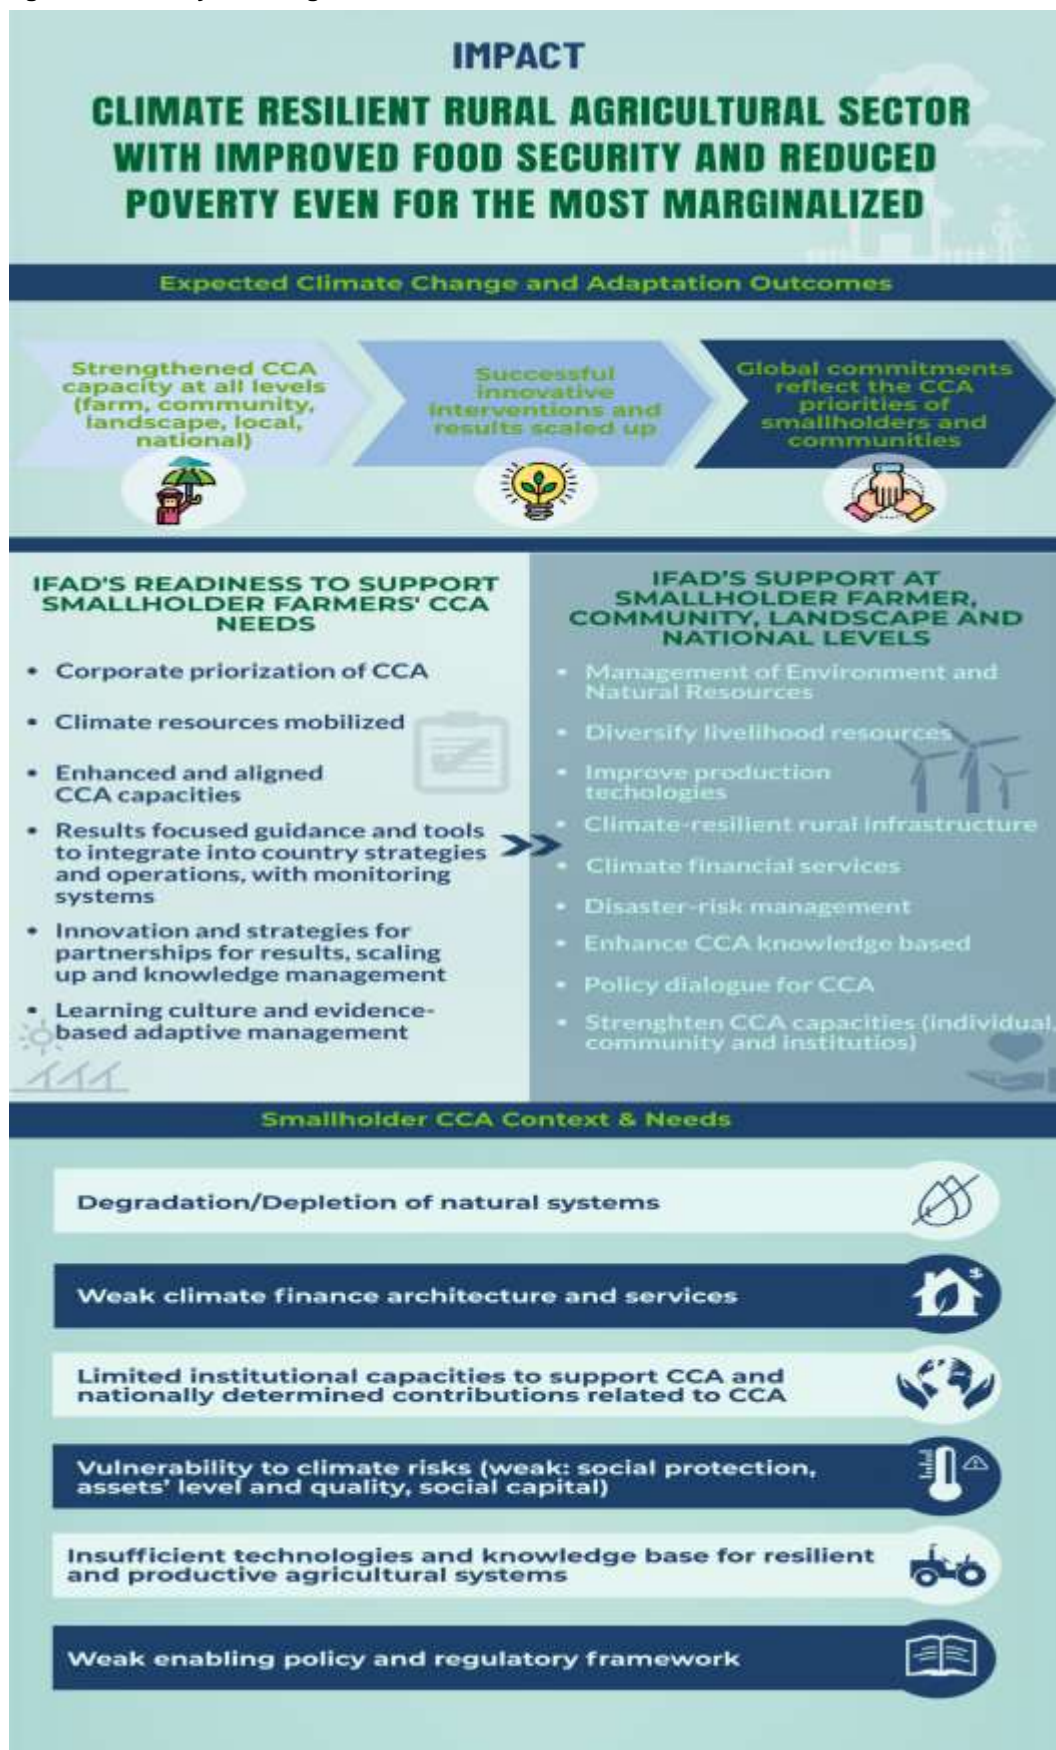 IMPACT
CLIMATE RESILIENT RURAL AGRICULTURAL SECTOR
WITH IMPROVED FOOD SECURITY AND REDUCED
POVERTY EVEN FOR THE MOST MARGINALIZED
Expected Climate Change and Adaptation Outcomes
Strengthened CCA
capacity at all levels
(farm, community,
landscape, local,
national)
Successful
innovative
interventions and
results scaled up
Global commitments
reflect the CCA
priorities of
smallholders and
communities
IFAD'S READINESS TO SUPPORT
SMALLHOLDER FARMERS' CCA
NEEDS
• Corporate priorization of CCA
• Climate resources mobilized
• Enhanced and aligned
CCA capacities
• Results focused guidance and tools
to integrate into country strategies
and operations, with monitoring
systems
• Innovation and strategies for
partnerships for results, scaling
up and knowledge management
• Learning culture and evidence-
based adaptive management
IFAD'S SUPPORT AT
SMALLHOLDER FARMER,
COMMUNITY, LANDSCAPE AND
NATIONAL LEVELS
• Management of Environment and
Natural Resources
• Diversify livelihood resources
• Improve production
techologies
• Climate-resilient rural infrastructure
• Climate financial services
• Disaster-risk management
• Enhance CCA knowledge based
• Policy dialogue for CCA
• Strenghten CCA capacities (individual,
community and institutios)
Smallholder CCA Context & Needs
Degradation/Depletion of natural systems
Weak climate finance architecture and services
Limited institutional capacities to support CCA and
nationally determined contributions related to CCA
Vulnerability to climate risks (weak: social protection,
assets' level and quality, social capital)
Insufficient technologies and knowledge base for resilient
and productive agricultural systems
Weak enabling policy and regulatory framework